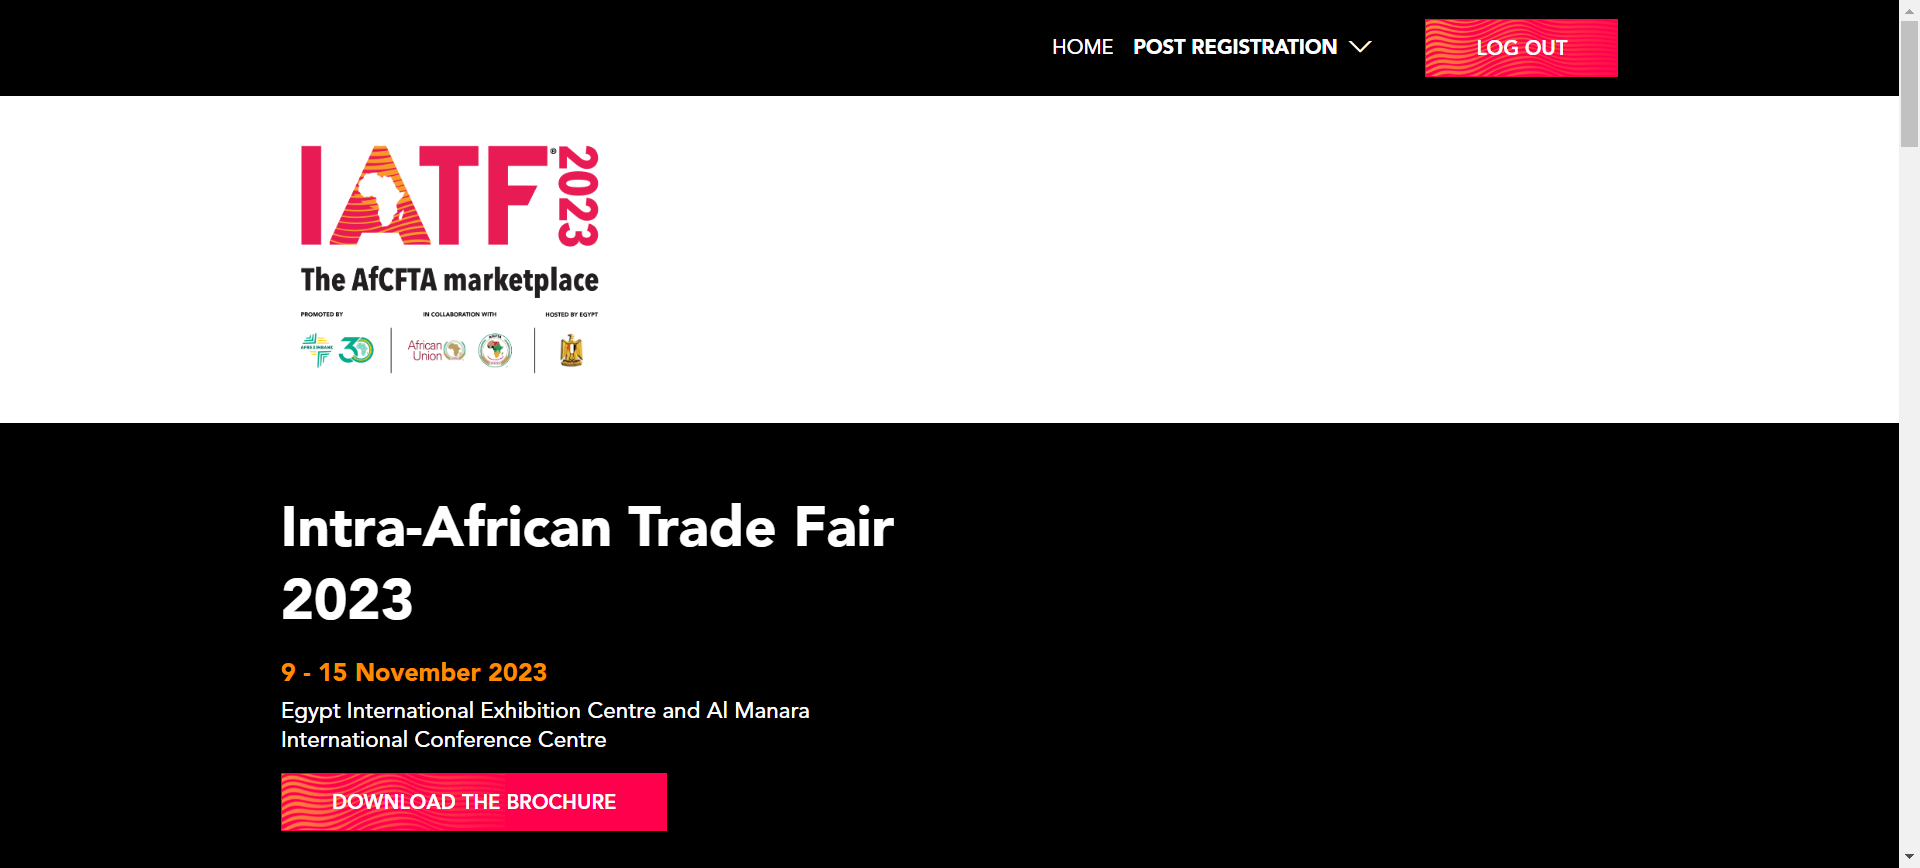 HOME POST REGISTRATION LOG OUT
IATF® 2023
The AfCFTA marketplace
PROMOTED BY IN COLLABORATION WITH HOSTED BY EGYPT
AFREXIMBANK 30 African Union
Intra-African Trade Fair
2023
9 - 15 November 2023
Egypt International Exhibition Centre and Al Manara
International Conference Centre
DOWNLOAD THE BROCHURE